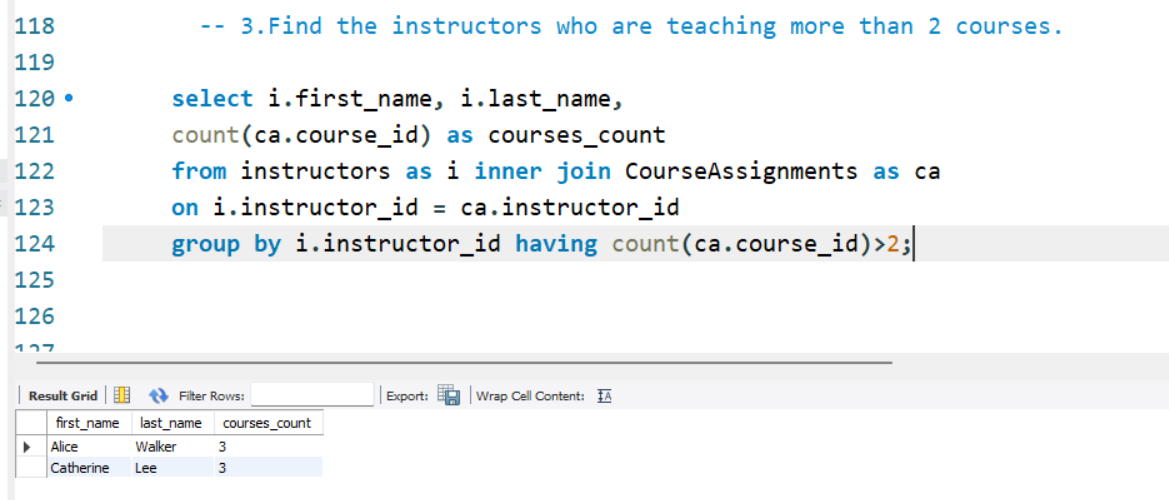 118 -- 3.Find the instructors who are teaching more than 2 courses.
119
120 select i.first_name, i.last_name,
121 count(ca.course_id) as courses_count
122 from instructors as i inner join CourseAssignments as ca
123 on i.instructor_id = ca.instructor_id
124 group by i.instructor_id having count(ca.course_id)>2;
125
126
127
Result Grid Filter Rows: Export: Wrap Cell Content:
first_name last_name courses_count
Alice Walker 3
Catherine Lee 3